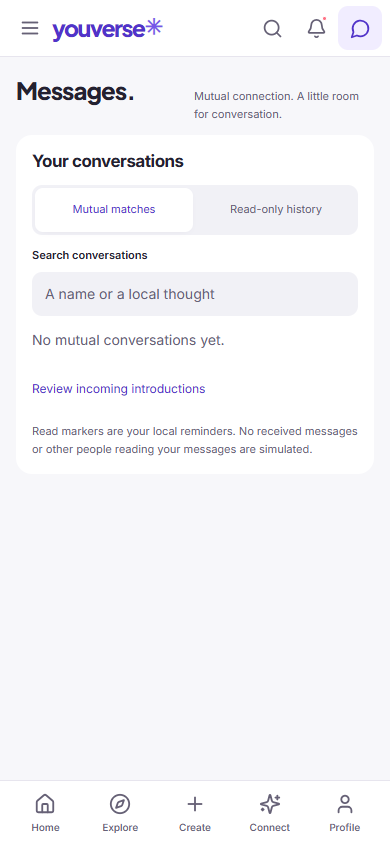 youverse
Messages.
Mutual connection. A little room
for conversation.
Your conversations
Mutual matches
Read-only history
Search conversations
A name or a local thought
No mutual conversations yet.
Review incoming introductions
Read markers are your local reminders. No received messages
or other people reading your messages are simulated.
Home
Explore
Create
Connect
Profile